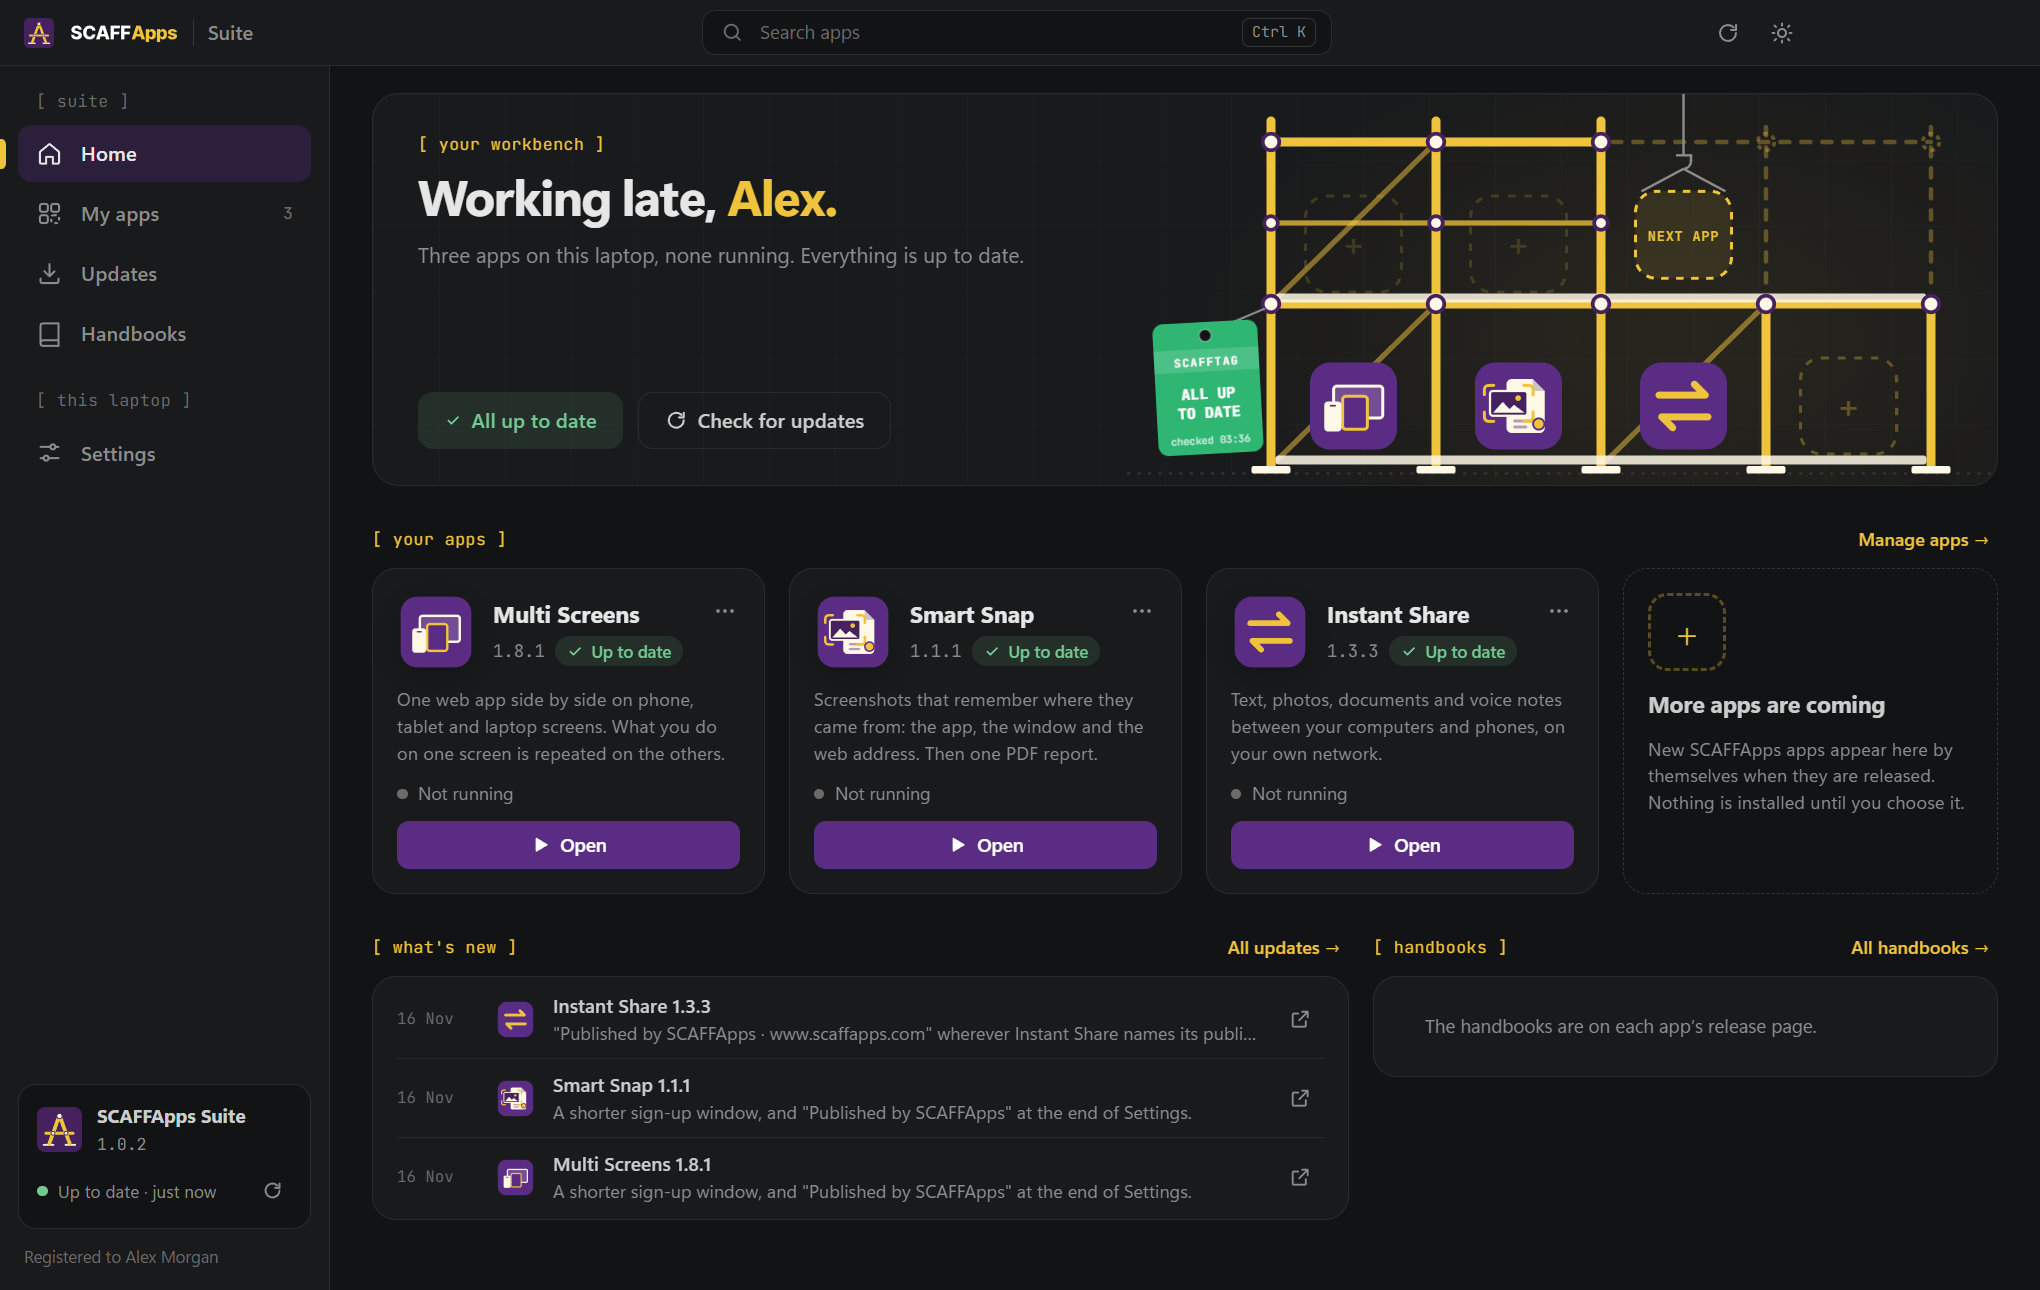 SCAFFApps Suite
Search apps
Ctrl K
[ suite ]
Home
My apps 3
Updates
Handbooks
[ this laptop ]
Settings
SCAFFApps Suite
1.0.2
Up to date · just now
Registered to Alex Morgan
[ your workbench ]
Working late, Alex.
Three apps on this laptop, none running. Everything is up to date.
All up to date
Check for updates
NEXT APP
SCAFFTAG
ALL UP
TO DATE
checked 03:36
[ your apps ]
Manage apps →
Multi Screens
1.8.1 Up to date
One web app side by side on phone,
tablet and laptop screens. What you do
on one screen is repeated on the others.
Not running
Open
Smart Snap
1.1.1 Up to date
Screenshots that remember where they
came from: the app, the window and the
web address. Then one PDF report.
Not running
Open
Instant Share
1.3.3 Up to date
Text, photos, documents and voice notes
between your computers and phones, on
your own network.
Not running
Open
More apps are coming
New SCAFFApps apps appear here by
themselves when they are released.
Nothing is installed until you choose it.
[ what's new ]
All updates →
16 Nov
Instant Share 1.3.3
"Published by SCAFFApps · www.scaffapps.com" wherever Instant Share names its publi...
16 Nov
Smart Snap 1.1.1
A shorter sign-up window, and "Published by SCAFFApps" at the end of Settings.
16 Nov
Multi Screens 1.8.1
A shorter sign-up window, and "Published by SCAFFApps" at the end of Settings.
[ handbooks ]
All handbooks →
The handbooks are on each app’s release page.